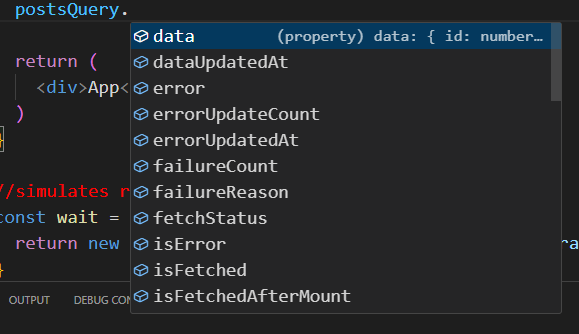 postsQuery.
data (property) data: { id: number…
dataUpdatedAt
return (
error
<div>App<
errorUpdateCount
)
errorUpdatedAt
}
failureCount
//simulates r
failureReason
const wait =
fetchStatus
return new
isError
ra
isFetched
}
isFetchedAfterMount
OUTPUT DEBUG CON